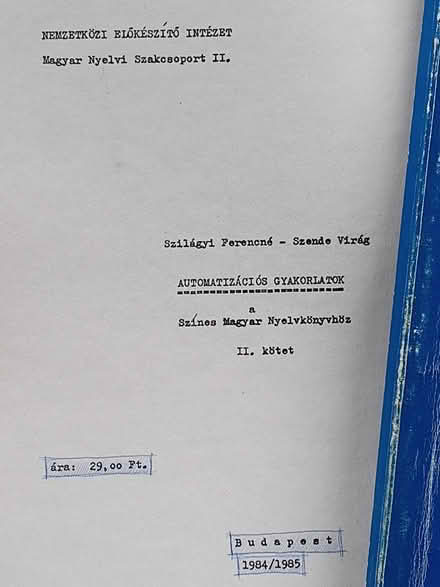 NEMZETKÖZI ELŐKÉSZÍTŐ INTÉZET
Magyar Nyelvi Szakcsoport II.
Szilágyi Ferencné - Szende Virág
AUTOMATIZÁCIÓS GYAKORLATOK
a
Színes Magyar Nyelvkönyvhöz
II. kötet
ára: 29,oo Ft.
Budapest
1984/1985